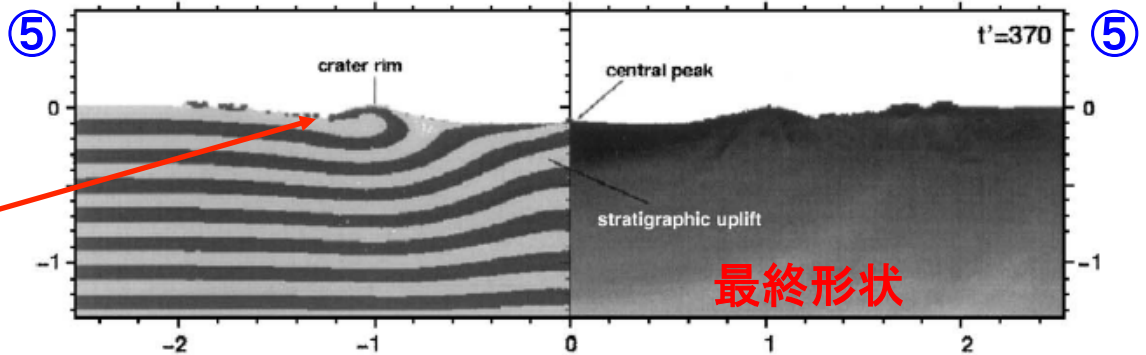 ⑤
t'=370
⑤
crater rim
central peak
0
0
stratigraphic uplift
-1
最終形状
-1
-2
-1
0
1
2